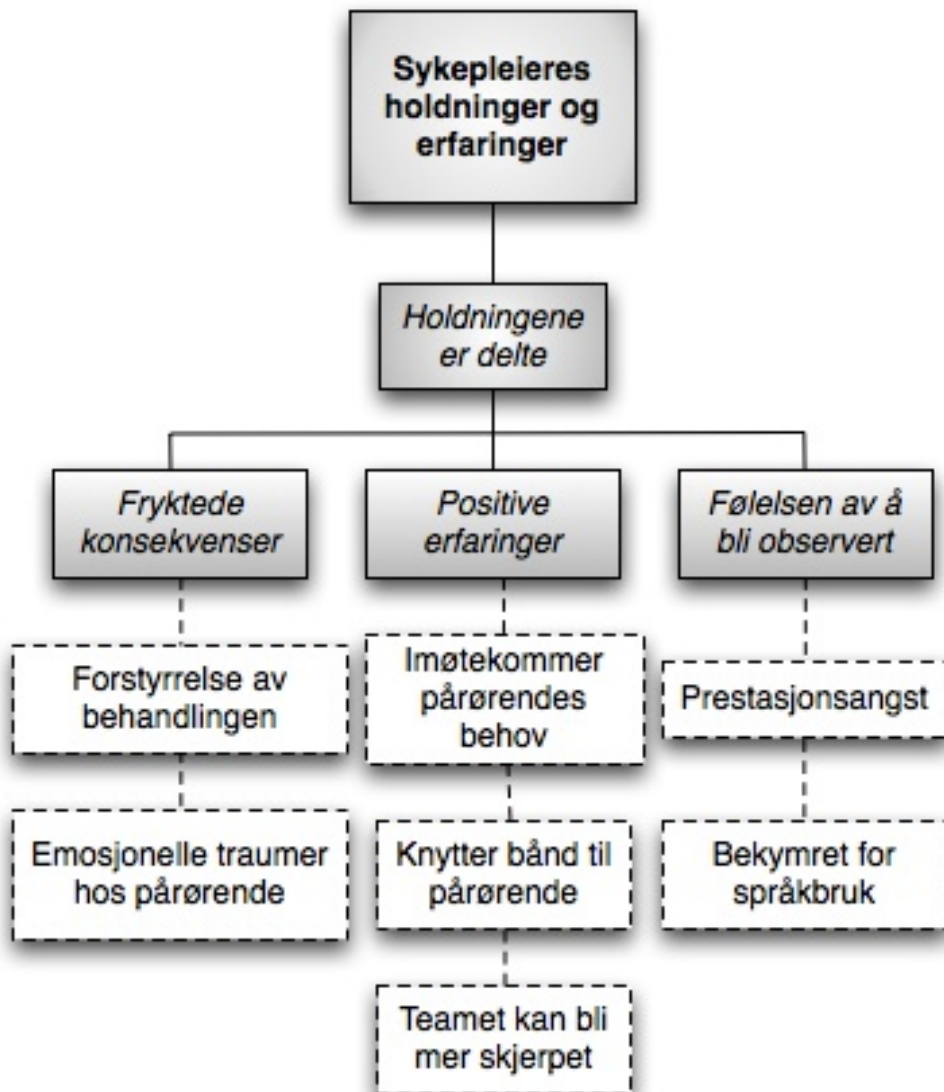 Sykepleieres
holdninger og
erfaringer
Holdningene
er delte
Fryktede
konsekvenser
Positive
erfaringer
Følelsen av å
bli observert
Forstyrrelse av
behandlingen
Imøtekommer
pårørendes
behov
Prestasjonsangst
Emosjonelle traumer
hos pårørende
Knytter bånd til
pårørende
Bekymret for
språkbruk
Teamet kan bli
mer skjerpet